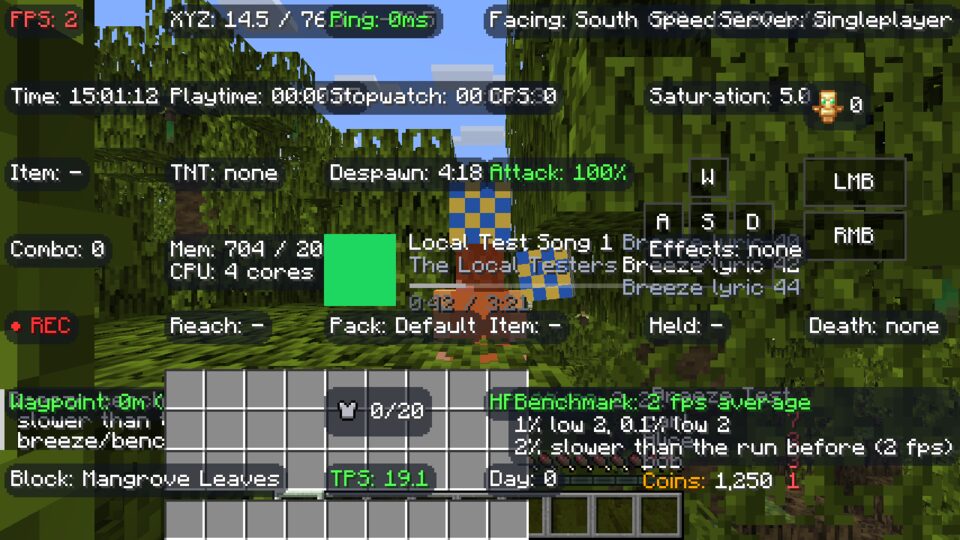 FPS: 2
XYZ: 14.5 / 76
Ping: 0ms
Facing: South
Speed
Server: Singleplayer
Time: 15:01:12
Playtime: 00:00
Stopwatch: 00
CPS: 0
Saturation: 5.0
0
Item: -
TNT: none
Despawn: 4:18
Attack: 100%
W
LMB
A S D
RMB
Combo: 0
Mem: 704 / 20
CPU: 4 cores
Local Test Song 1
The Local Testers
0:42 / 3:21
Breeze lyric
Effects: none
Breeze lyric 42
Breeze lyric 44
REC
Reach: -
Pack: Default
Item: -
Held: -
Death: none
Breeze Test
Waypoint: 0m
slower than
breeze/benc
0/20
Benchmark: 2 fps average
1% low 2, 0.1% low 2
2% slower than the run before (2 fps)
Block: Mangrove Leaves
TPS: 19.1
Day: 0
Coins: 1,250
1